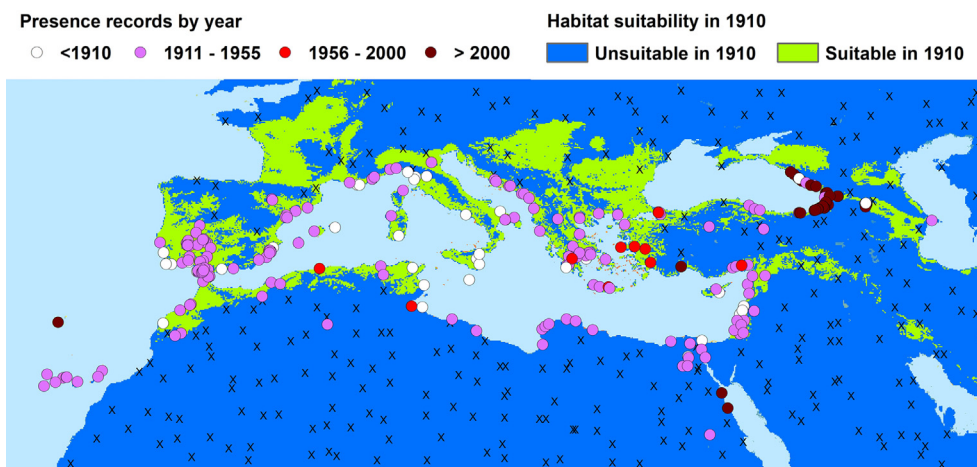 Presence records by year
<1910
1911 - 1955
1956 - 2000
> 2000
Habitat suitability in 1910
Unsuitable in 1910
Suitable in 1910